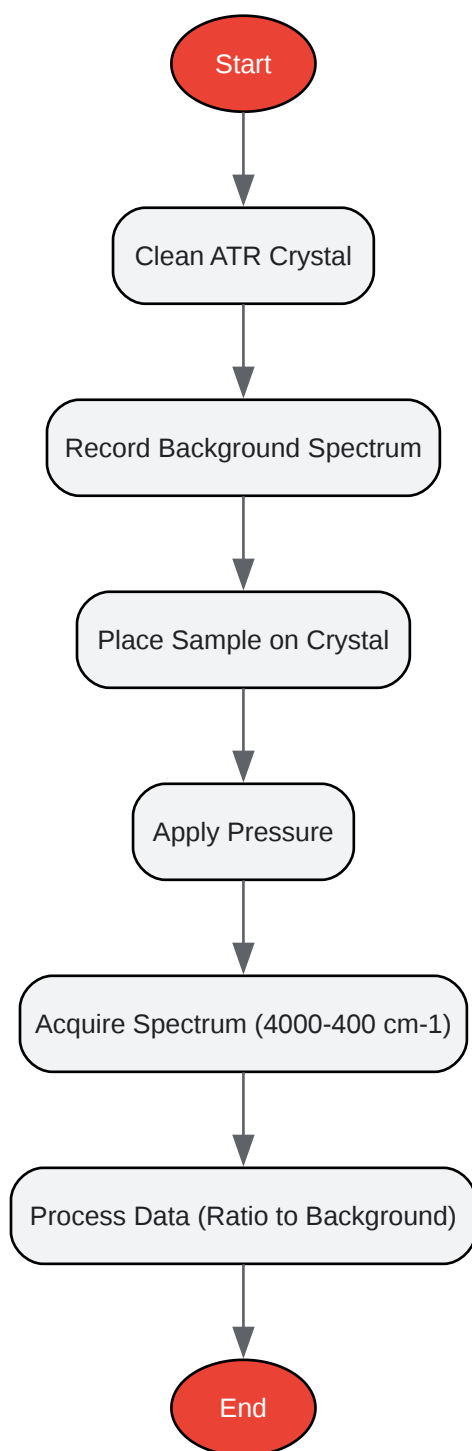 Start
Clean ATR Crystal
Record Background Spectrum
Place Sample on Crystal
Apply Pressure
Acquire Spectrum (4000-400 cm-1)
Process Data (Ratio to Background)
End